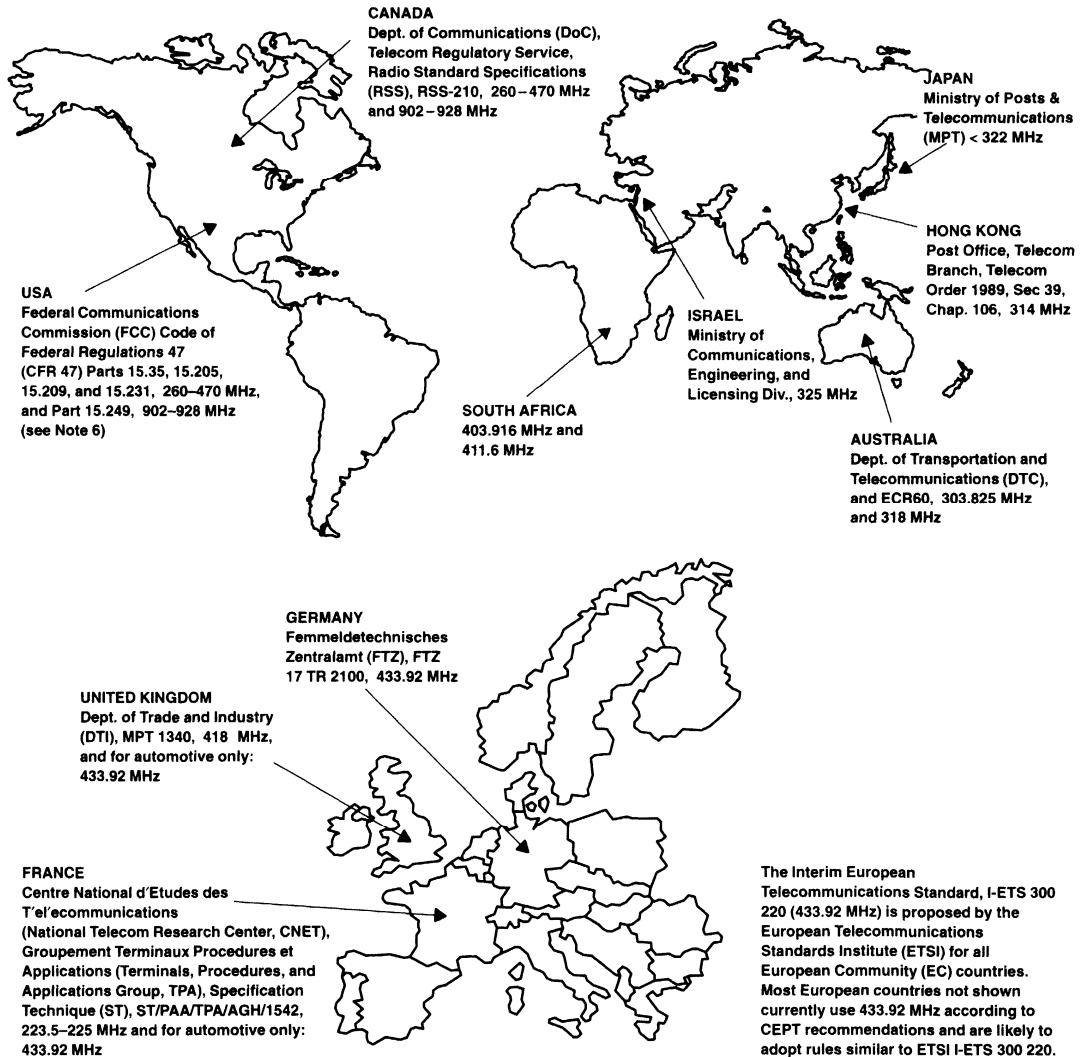 CANADA
Dept. of Communications (DoC),
Telecom Regulatory Service,
Radio Standard Specifications
(RSS), RSS-210, 260–470 MHz
and 902–928 MHz
JAPAN
Ministry of Posts &
Telecommunications
(MPT) < 322 MHz
HONG KONG
Post Office, Telecom
Branch, Telecom
Order 1989, Sec 39,
Chap. 106, 314 MHz
USA
Federal Communications
Commission (FCC) Code of
Federal Regulations 47
(CFR 47) Parts 15.35, 15.205,
15.209, and 15.231, 260–470 MHz,
and Part 15.249, 902–928 MHz
(see Note 6)
ISRAEL
Ministry of
Communications,
Engineering, and
Licensing Div., 325 MHz
SOUTH AFRICA
403.916 MHz and
411.6 MHz
AUSTRALIA
Dept. of Transportation and
Telecommunications (DTC),
and ECR60, 303.825 MHz
and 318 MHz
GERMANY
Femmeldetechnisches
Zentralamt (FTZ), FTZ
17 TR 2100, 433.92 MHz
UNITED KINGDOM
Dept. of Trade and Industry
(DTI), MPT 1340, 418 MHz,
and for automotive only:
433.92 MHz
FRANCE
Centre National d'Etudes des
T'el'ecommunications
(National Telecom Research Center, CNET),
Groupement Terminaux Procedures et
Applications (Terminals, Procedures, and
Applications Group, TPA), Specification
Technique (ST), ST/PAA/TPA/AGH/1542,
223.5–225 MHz and for automotive only:
433.92 MHz
The Interim European
Telecommunications Standard, I-ETS 300
220 (433.92 MHz) is proposed by the
European Telecommunications
Standards Institute (ETSI) for all
European Community (EC) countries.
Most European countries not shown
currently use 433.92 MHz according to
CEPT recommendations and are likely to
adopt rules similar to ETSI I-ETS 300 220.